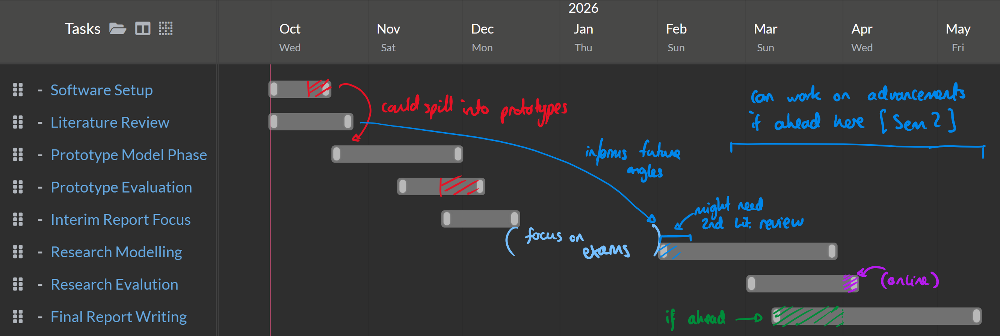 2026
Tasks Oct Nov Dec Jan Feb Mar Apr May
Wed Sat Mon Thu Sun Sun Wed Fri
- Software Setup
could spill into prototypes
can work on advancements
if ahead here [Sem 2]
- Literature Review
- Prototype Model Phase
informs future
angles
- Prototype Evaluation
might need
2nd Lit. review
- Interim Report Focus
(focus on
exams)
- Research Modelling
- Research Evalution
(online)
- Final Report Writing
if ahead